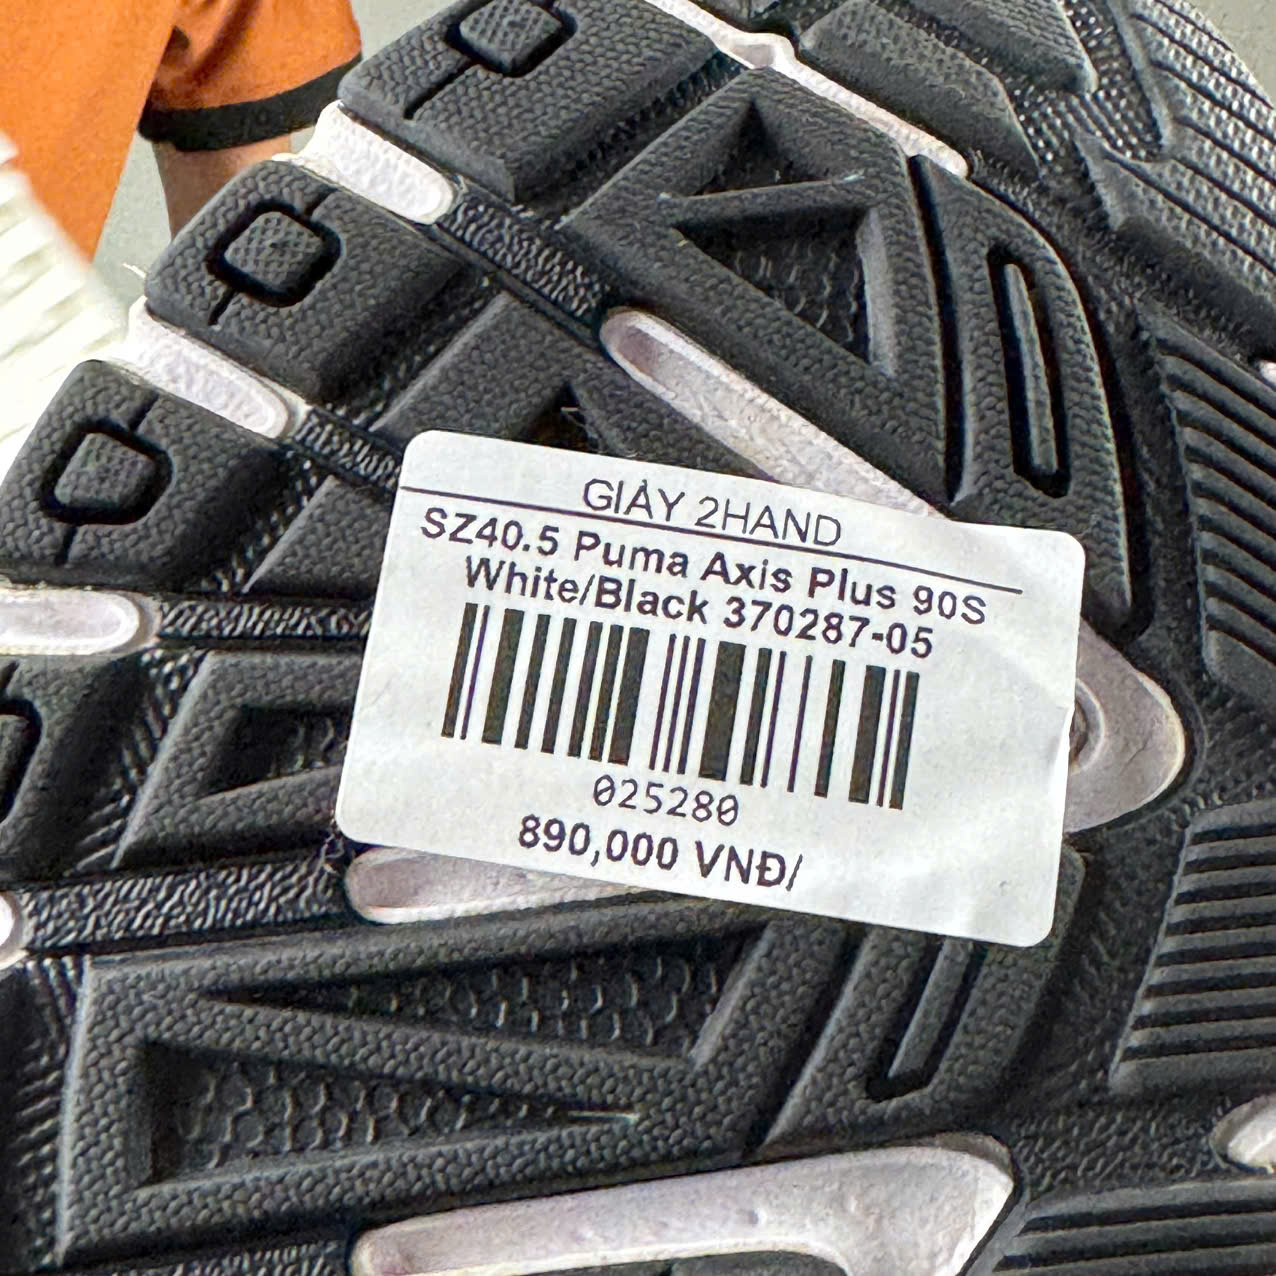 GIÀY 2HAND
SZ40.5 Puma Axis Plus 90S
White/Black 370287-05
025280
890,000 VNĐ/